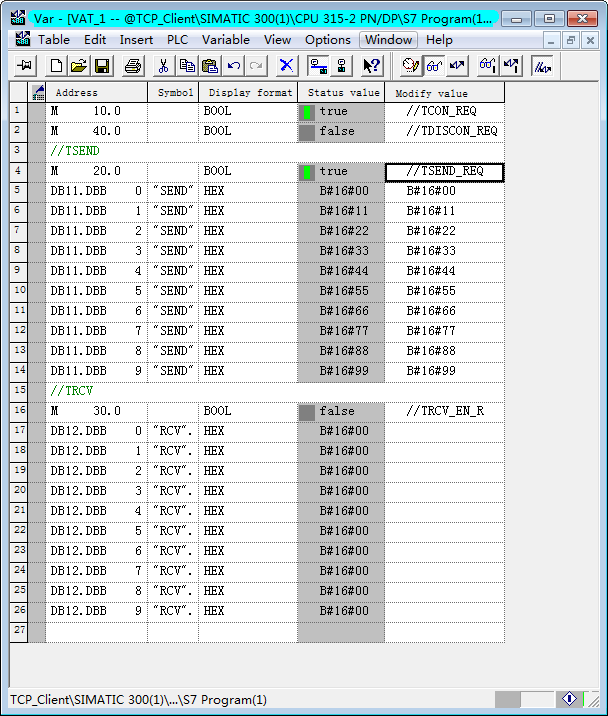 Var - [VAT_1 -- @TCP_Client\SIMATIC 300(1)\CPU 315-2 PN/DP\S7 Program(1...
Table Edit Insert PLC Variable View Options Window Help
Address Symbol Display format Status value Modify value
1 M 10.0 BOOL true //TCON_REQ
2 M 40.0 BOOL false //TDISCON_REQ
3 //TSEND
4 M 20.0 BOOL true //TSEND_REQ
5 DB11.DBB 0 "SEND" HEX B#16#00 B#16#00
6 DB11.DBB 1 "SEND" HEX B#16#11 B#16#11
7 DB11.DBB 2 "SEND" HEX B#16#22 B#16#22
8 DB11.DBB 3 "SEND" HEX B#16#33 B#16#33
9 DB11.DBB 4 "SEND" HEX B#16#44 B#16#44
10 DB11.DBB 5 "SEND" HEX B#16#55 B#16#55
11 DB11.DBB 6 "SEND" HEX B#16#66 B#16#66
12 DB11.DBB 7 "SEND" HEX B#16#77 B#16#77
13 DB11.DBB 8 "SEND" HEX B#16#88 B#16#88
14 DB11.DBB 9 "SEND" HEX B#16#99 B#16#99
15 //TRCV
16 M 30.0 BOOL false //TRCV_EN_R
17 DB12.DBB 0 "RCV". HEX B#16#00
18 DB12.DBB 1 "RCV". HEX B#16#00
19 DB12.DBB 2 "RCV". HEX B#16#00
20 DB12.DBB 3 "RCV". HEX B#16#00
21 DB12.DBB 4 "RCV". HEX B#16#00
22 DB12.DBB 5 "RCV". HEX B#16#00
23 DB12.DBB 6 "RCV". HEX B#16#00
24 DB12.DBB 7 "RCV". HEX B#16#00
25 DB12.DBB 8 "RCV". HEX B#16#00
26 DB12.DBB 9 "RCV". HEX B#16#00
27
TCP_Client\SIMATIC 300(1)\...\S7 Program(1)